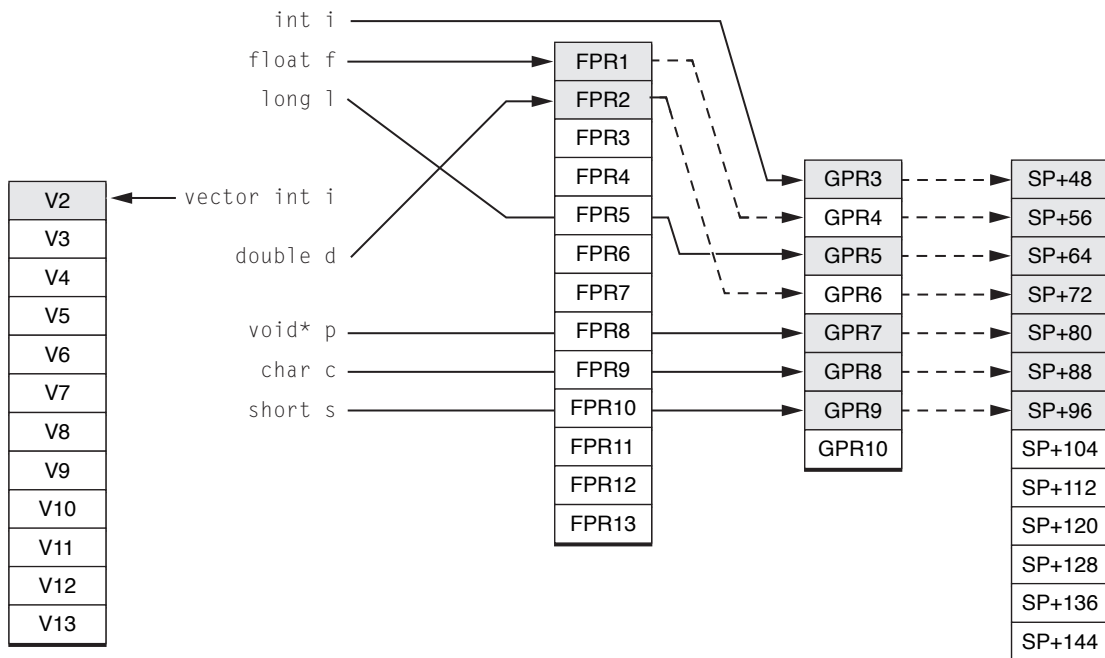 int i
float f
long l
vector int i
double d
void* p
char c
short s
V2
V3
V4
V5
V6
V7
V8
V9
V10
V11
V12
V13
FPR1
FPR2
FPR3
FPR4
FPR5
FPR6
FPR7
FPR8
FPR9
FPR10
FPR11
FPR12
FPR13
GPR3
GPR4
GPR5
GPR6
GPR7
GPR8
GPR9
GPR10
SP+48
SP+56
SP+64
SP+72
SP+80
SP+88
SP+96
SP+104
SP+112
SP+120
SP+128
SP+136
SP+144